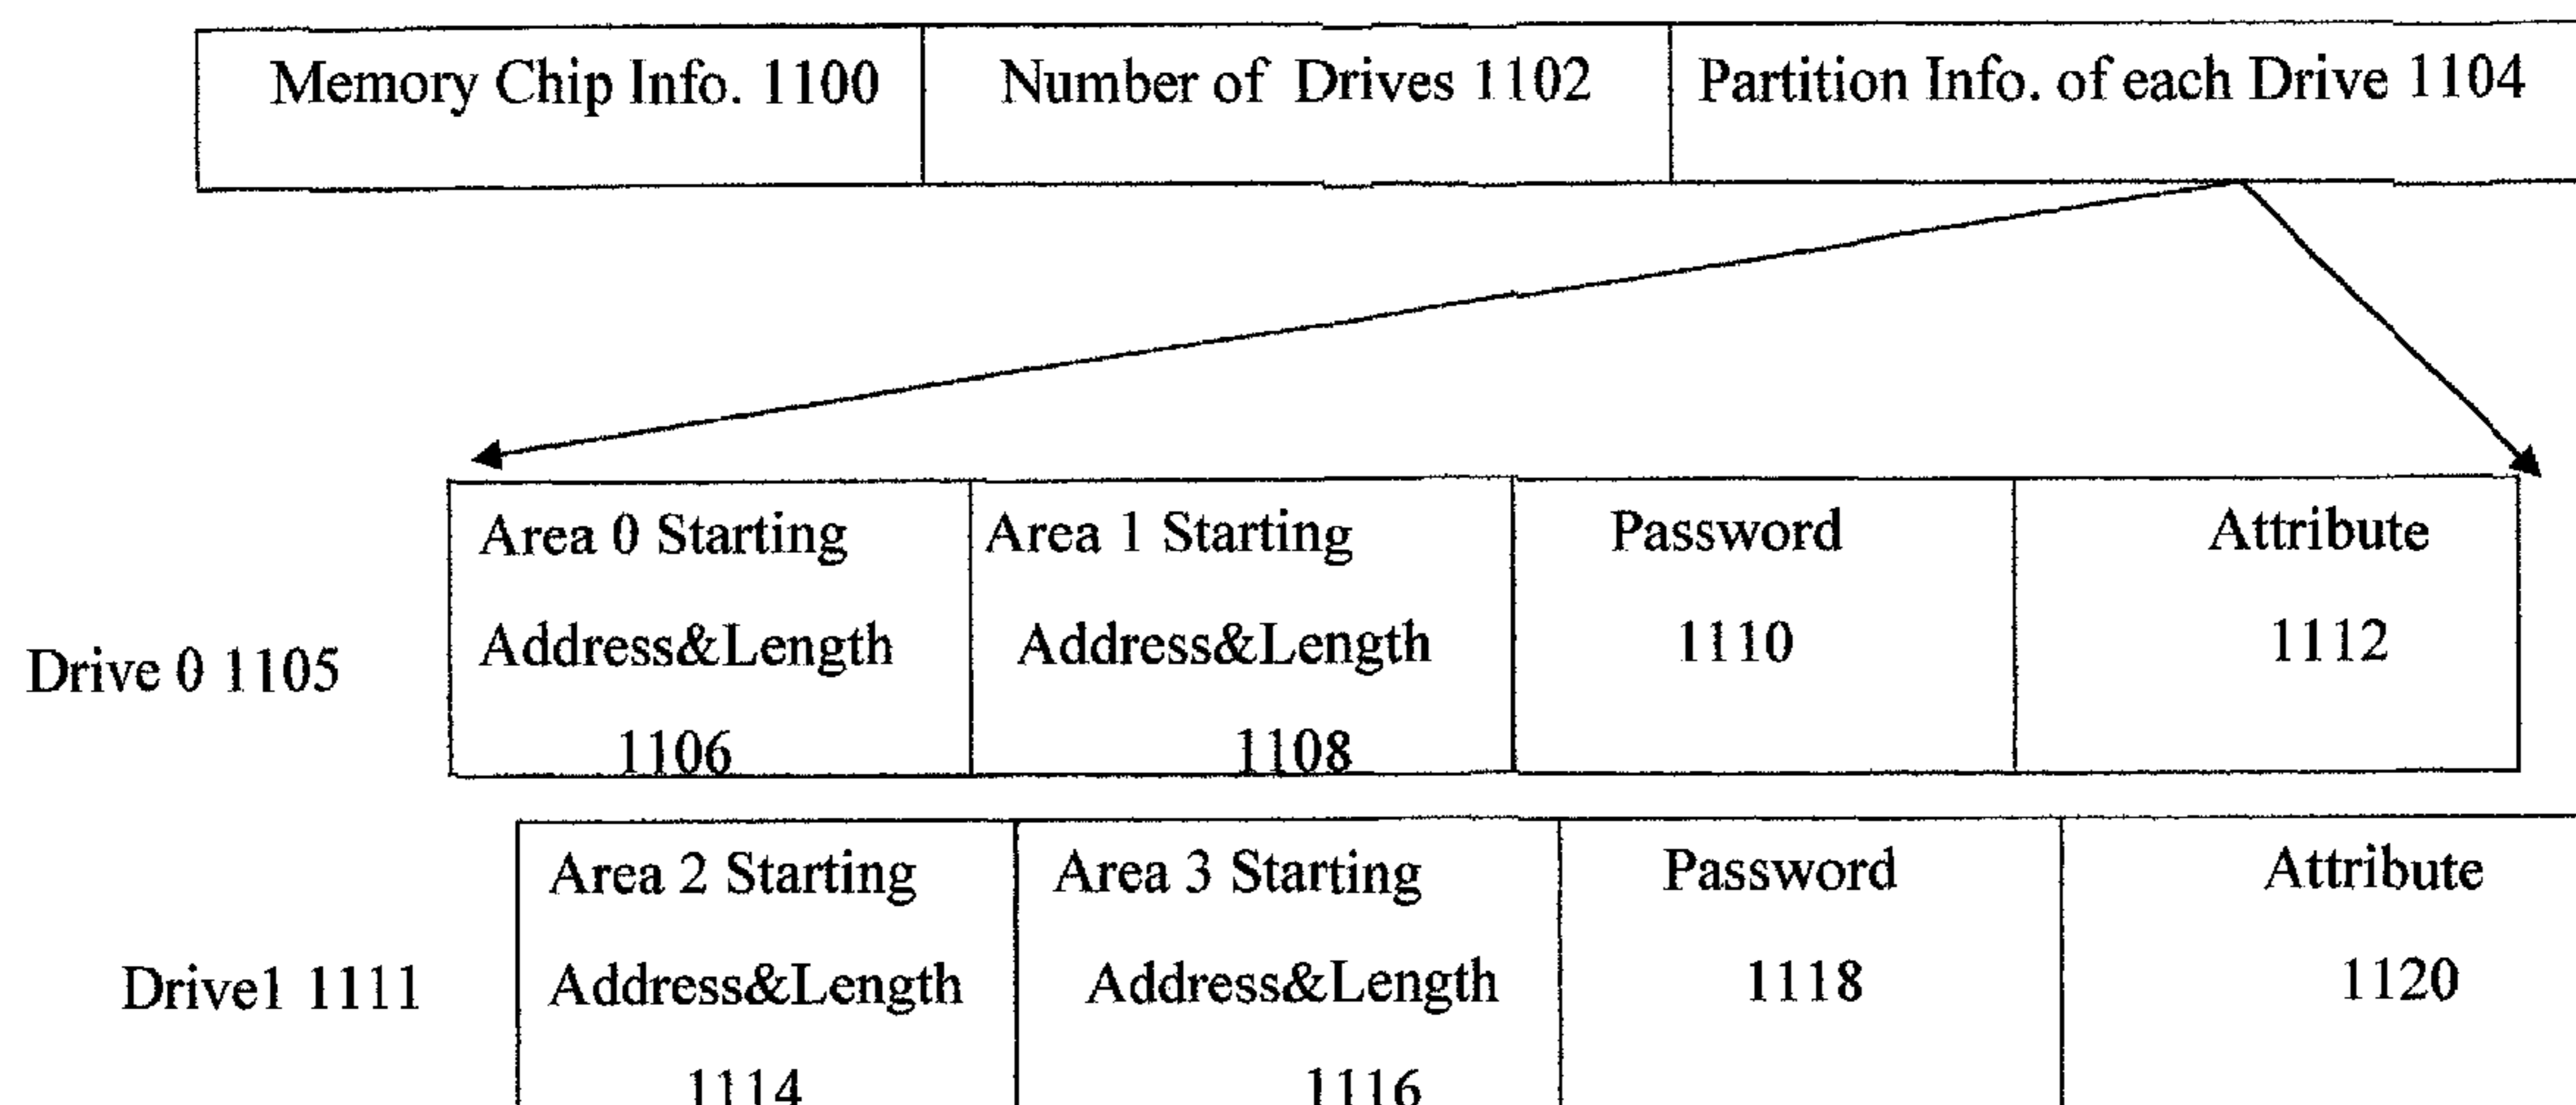 Memory Chip Info. 1100 Number of Drives 1102 Partition Info. of each Drive 1104
Area 0 Starting Area 1 Starting Password Attribute
Address&Length Address&Length 1110 1112
Drive 0 1105
1106 1108
Area 2 Starting Area 3 Starting Password Attribute
Address&Length Address&Length 1118 1120
Drive1 1111
1114 1116